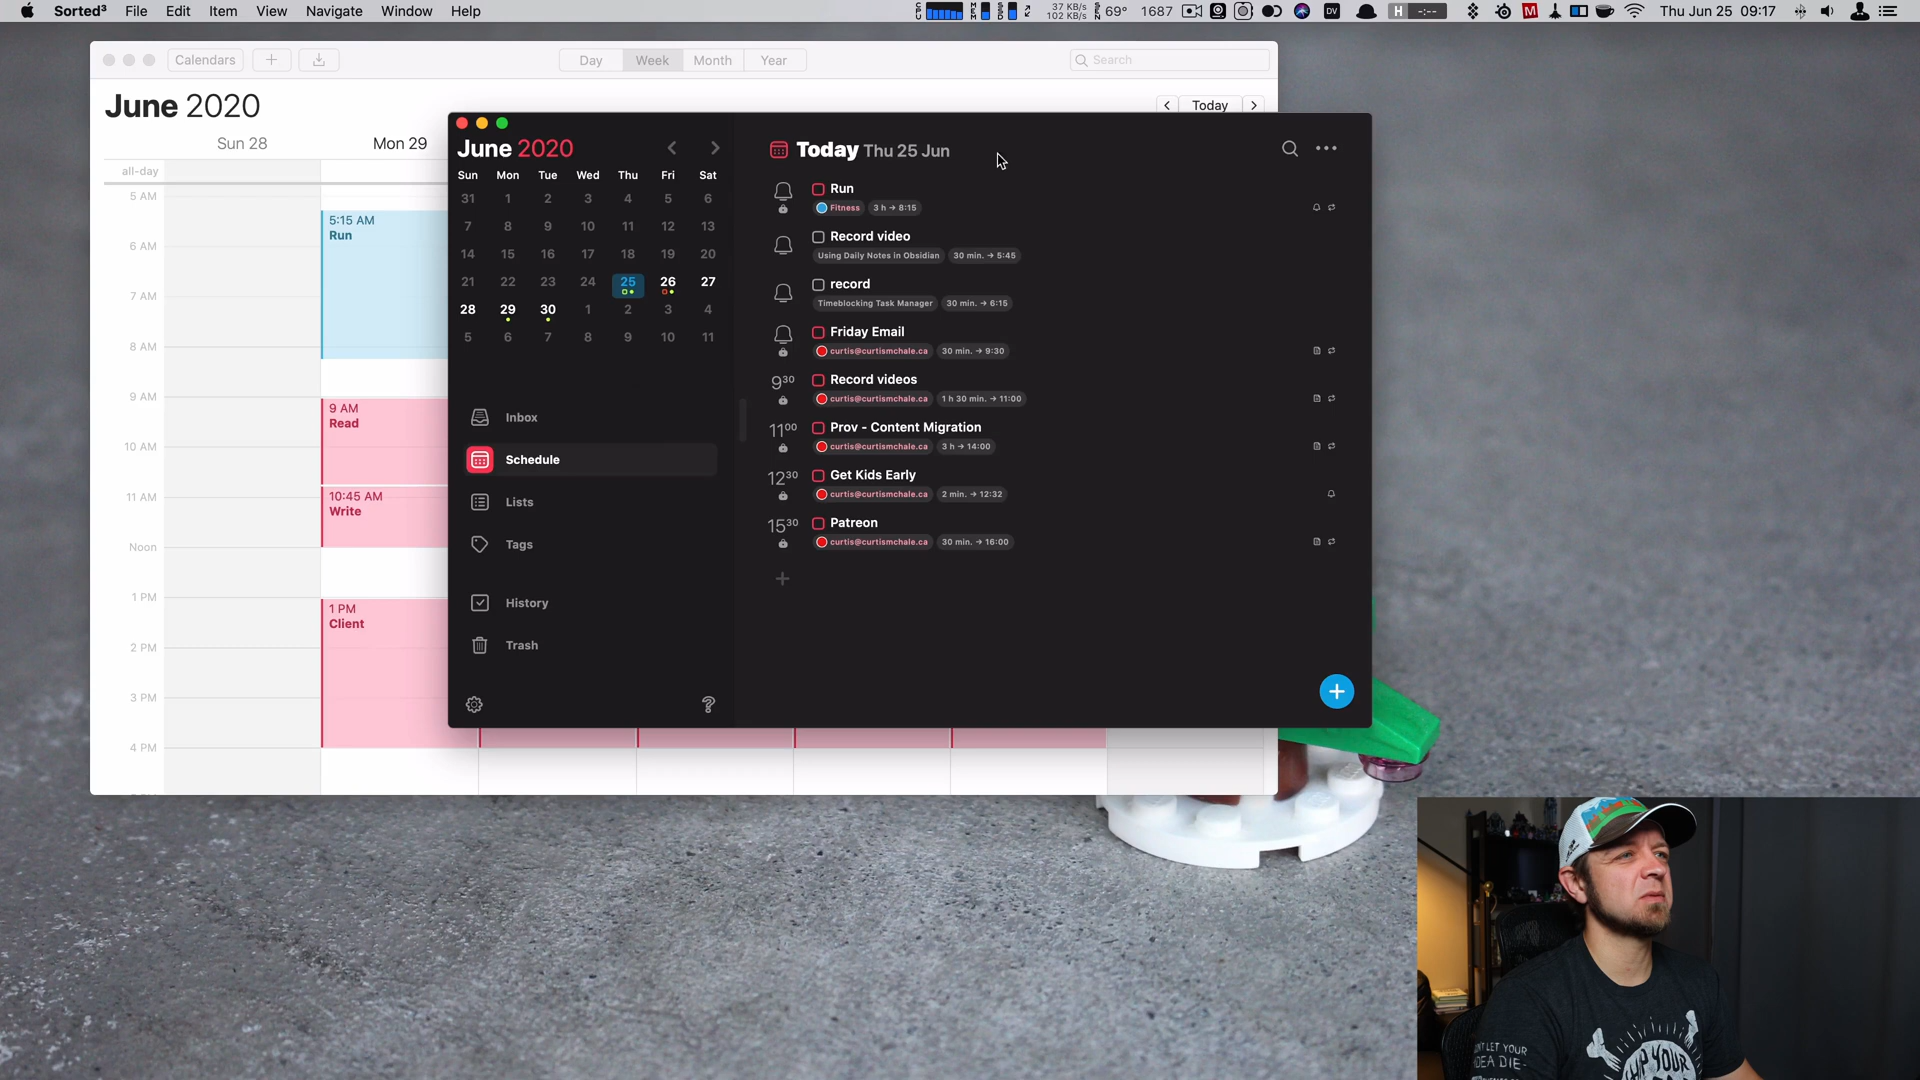 Sorted³ File Edit Item View Navigate Window Help
37 KB/s
102 KB/s
69° 1687
H -:--
Thu Jun 25 09:17
Calendars
Day Week Month Year
Search
June 2020
Today
Sun 28 Mon 29
all-day
5 AM
6 AM
7 AM
8 AM
9 AM
10 AM
11 AM
Noon
1 PM
2 PM
3 PM
4 PM
5:15 AM
Run
9 AM
Read
10:45 AM
Write
1 PM
Client
June 2020
Sun Mon Tue Wed Thu Fri Sat
31 1 2 3 4 5 6
7 8 9 10 11 12 13
14 15 16 17 18 19 20
21 22 23 24 25 26 27
28 29 30 1 2 3 4
5 6 7 8 9 10 11
Inbox
Schedule
Lists
Tags
History
Trash
Today Thu 25 Jun
Run
Fitness 3 h → 8:15
Record video
Using Daily Notes in Obsidian 30 min. → 5:45
record
Timeblocking Task Manager 30 min. → 6:15
Friday Email
curtis@curtismchale.ca 30 min. → 9:30
9³⁰ Record videos
curtis@curtismchale.ca 1 h 30 min. → 11:00
11⁰⁰ Prov - Content Migration
curtis@curtismchale.ca 3 h → 14:00
12³⁰ Get Kids Early
curtis@curtismchale.ca 2 min. → 12:32
15³⁰ Patreon
curtis@curtismchale.ca 30 min. → 16:00
LET YOUR
IDEA DIE
YOUR